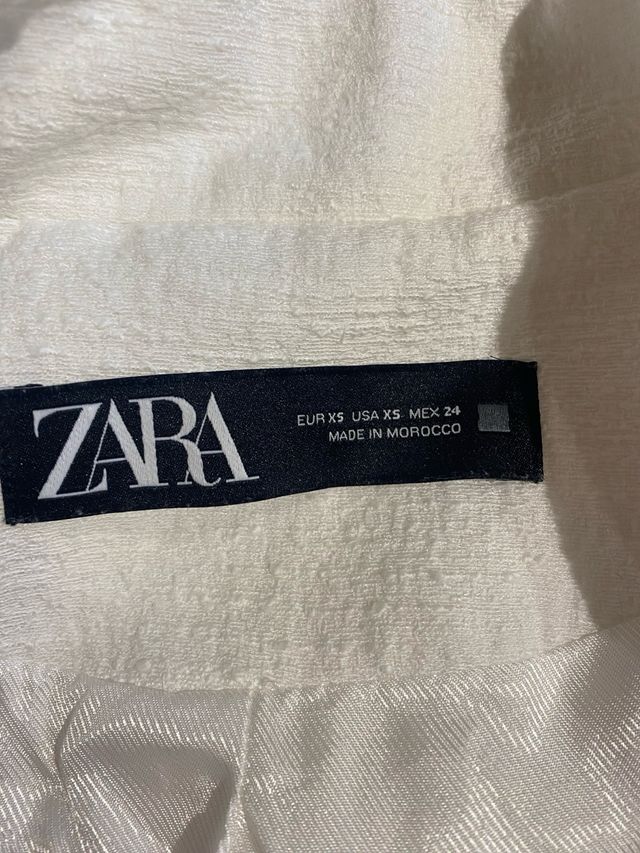 ZARA
EUR XS USA XS MEX 24
MADE IN MOROCCO